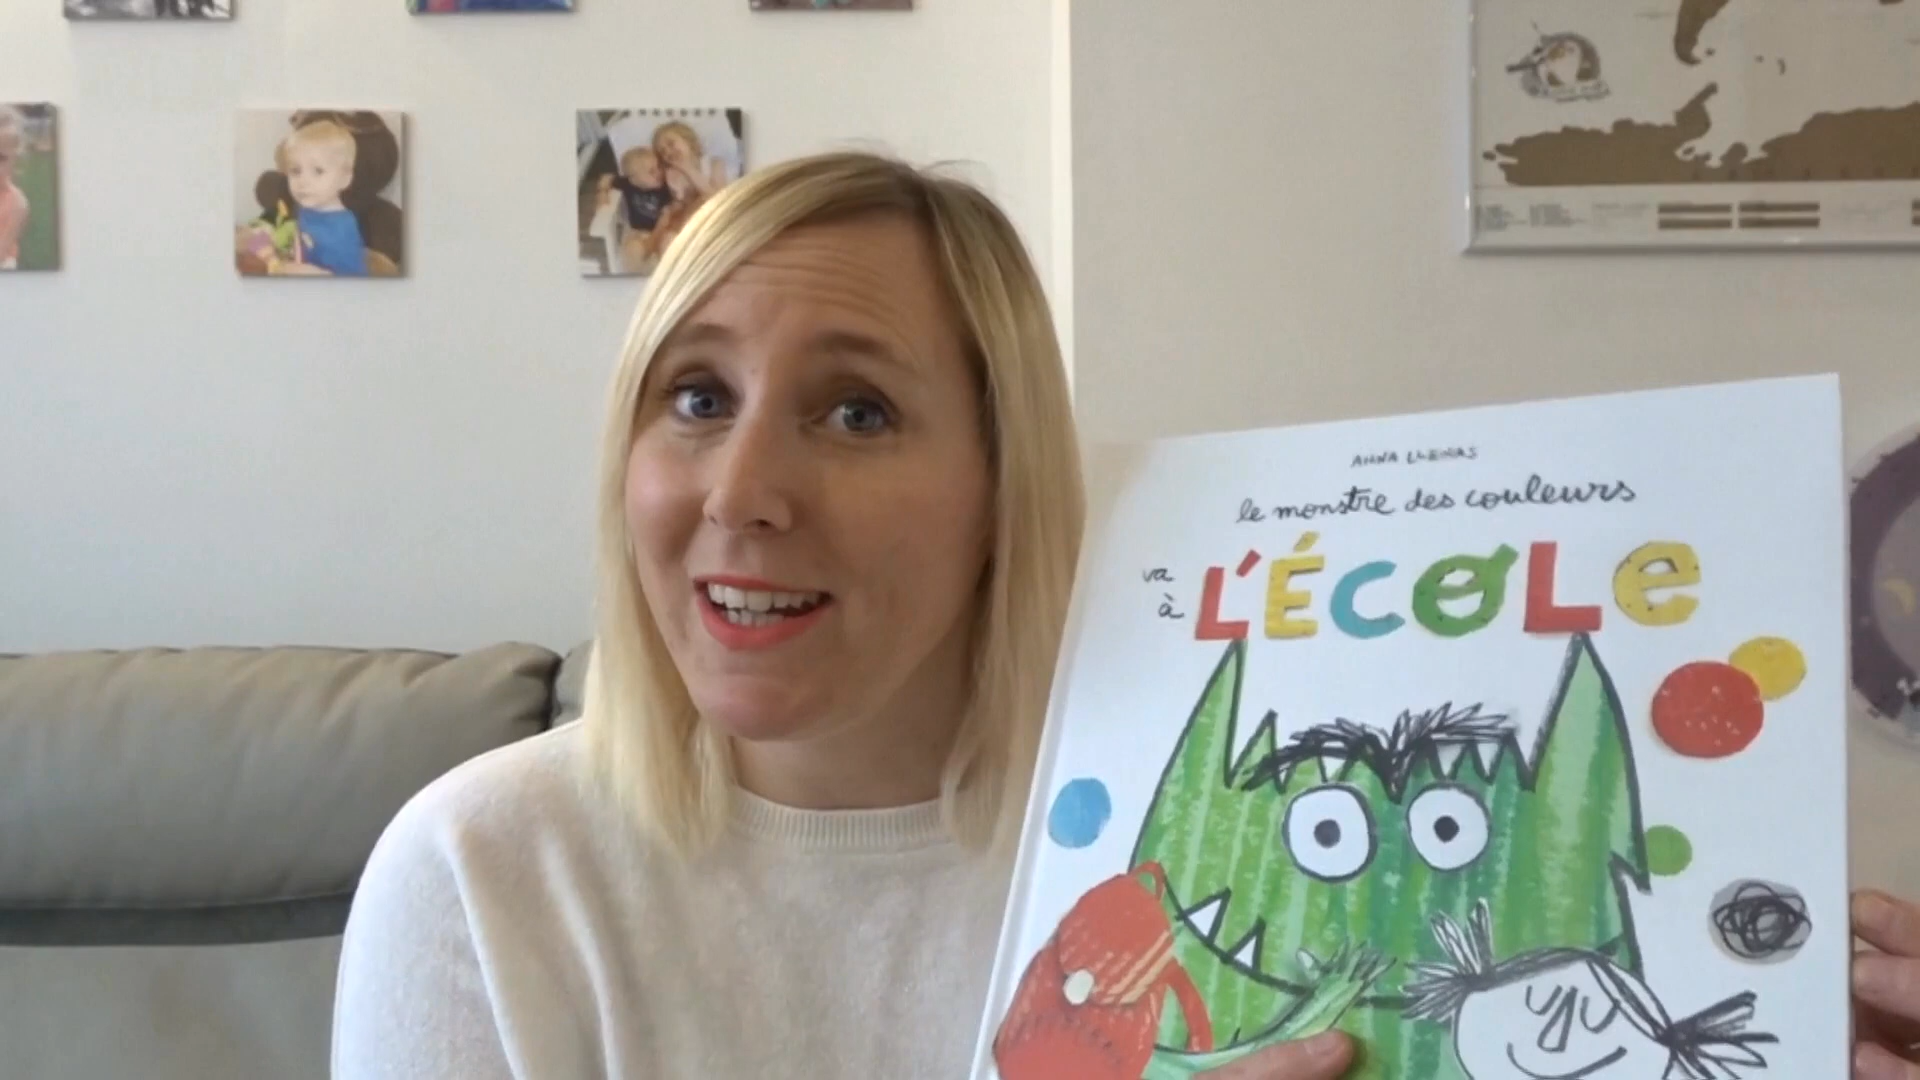 ANNA LLENAS
le monstre des couleurs
va
à
L'ÉCOLE